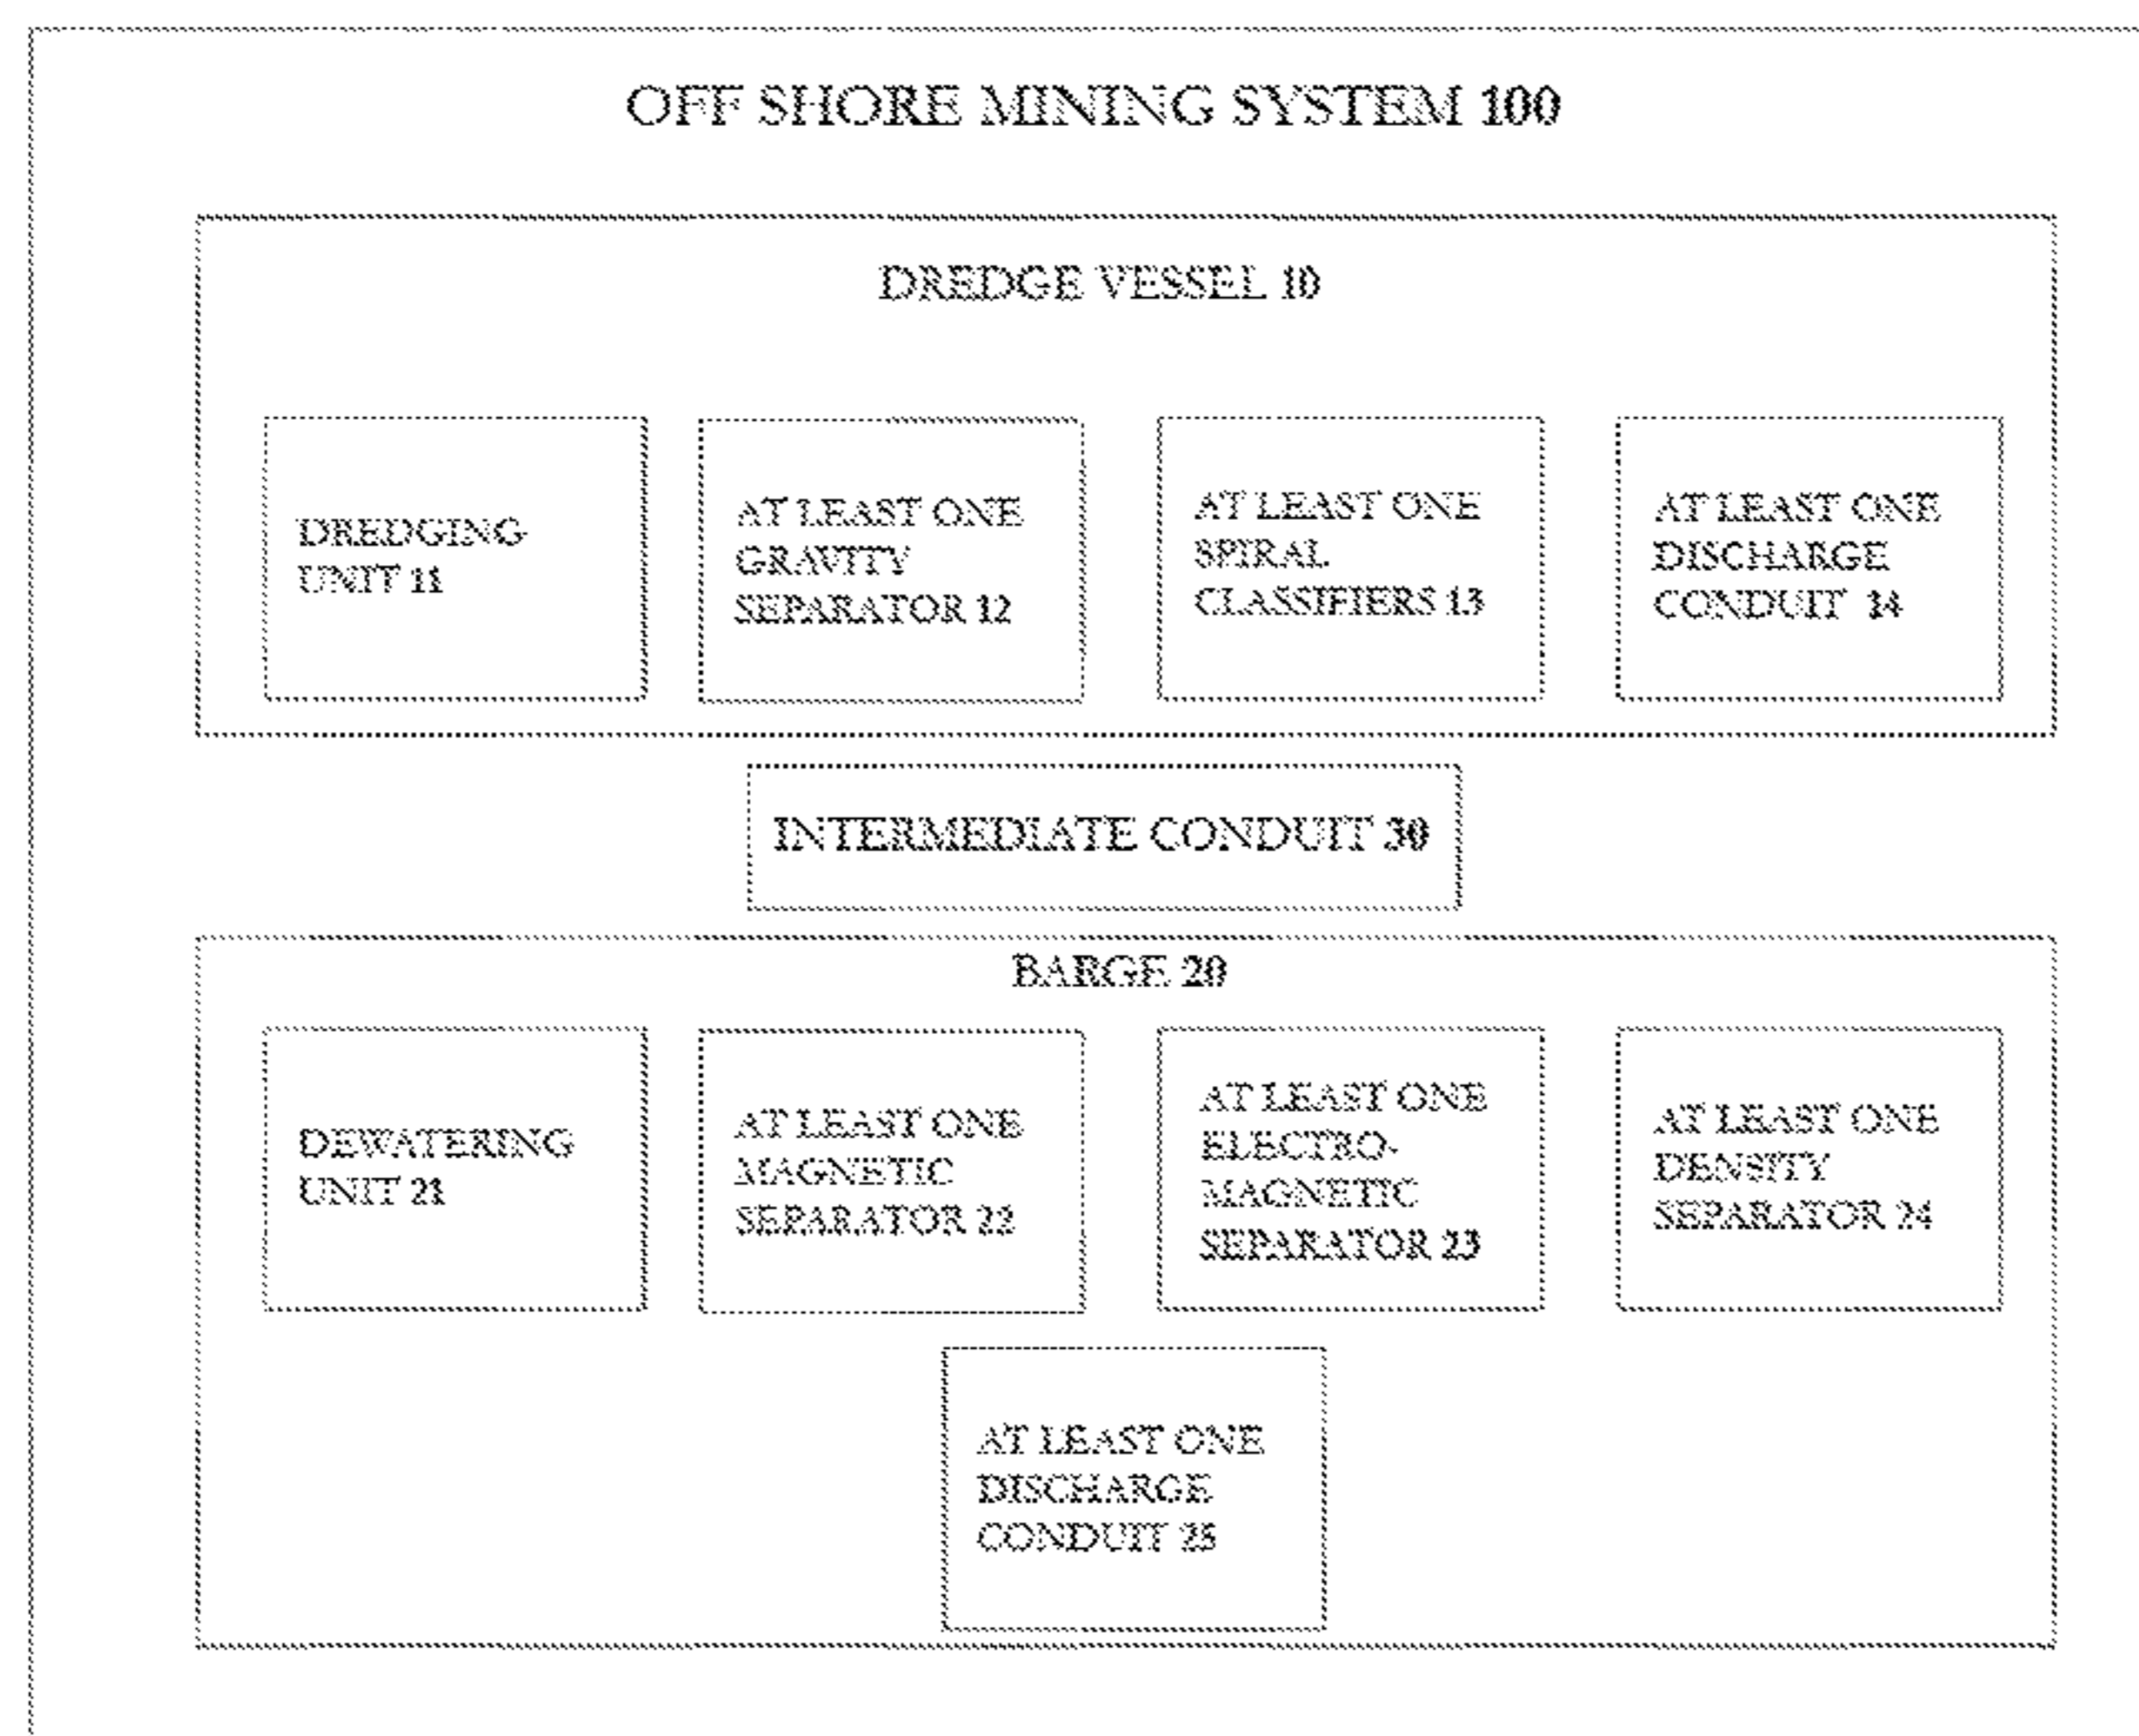 OFF SHORE MINING SYSTEM 100
DREDGE VESSEL 10
DREDGING
UNIT 11
AT LEAST ONE
GRAVITY
SEPARATOR 12
AT LEAST ONE
SPIRAL
CLASSIFIERS 13
AT LEAST ONE
DISCHARGE
CONDUIT 14
INTERMEDIATE CONDUIT 30
BARGE 20
DEWATERING
UNIT 21
AT LEAST ONE
MAGNETIC
SEPARATOR 22
AT LEAST ONE
ELECTRO-
MAGNETIC
SEPARATOR 23
AT LEAST ONE
DENSITY
SEPARATOR 24
AT LEAST ONE
DISCHARGE
CONDUIT 25